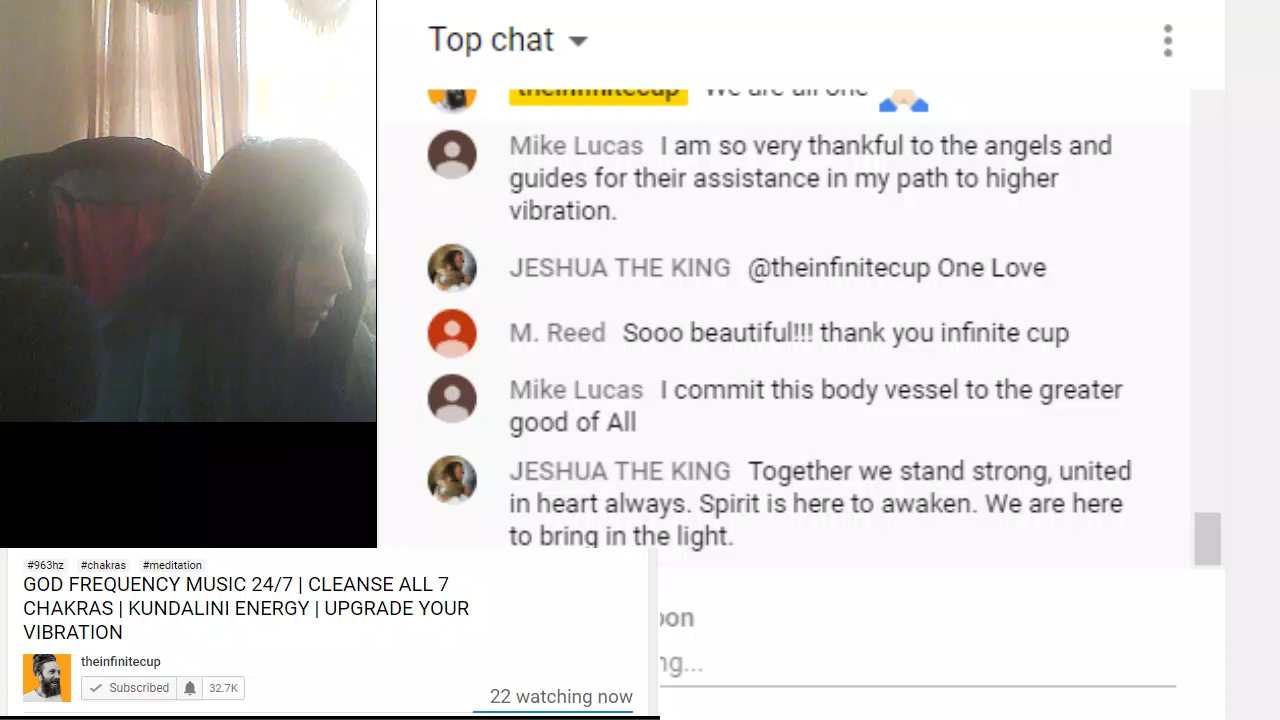 Top chat
theinfinitecup We are all one
Mike Lucas I am so very thankful to the angels and
guides for their assistance in my path to higher
vibration.
JESHUA THE KING @theinfinitecup One Love
M. Reed Sooo beautiful!!! thank you infinite cup
Mike Lucas I commit this body vessel to the greater
good of All
JESHUA THE KING Together we stand strong, united
in heart always. Spirit is here to awaken. We are here
to bring in the light.
#963hz #chakras #meditation
GOD FREQUENCY MUSIC 24/7 | CLEANSE ALL 7
CHAKRAS | KUNDALINI ENERGY | UPGRADE YOUR
VIBRATION
theinfinitecup
Subscribed 32.7K
22 watching now